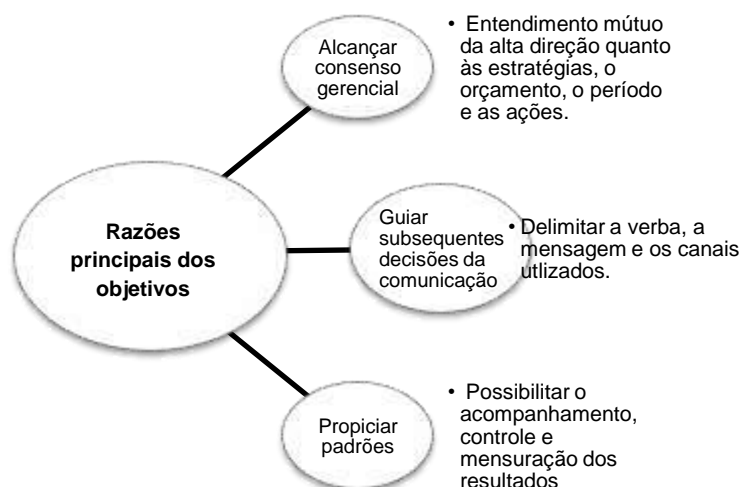 Razões
principais dos
objetivos
Alcançar
consenso
gerencial
• Entendimento mútuo
da alta direção quanto
às estratégias, o
orçamento, o período
e as ações.
Guiar
subsequentes
decisões da
comunicação
• Delimitar a verba, a
mensagem e os canais
utlizados.
Propiciar
padrões
• Possibilitar o
acompanhamento,
controle e
mensuração dos
resultados